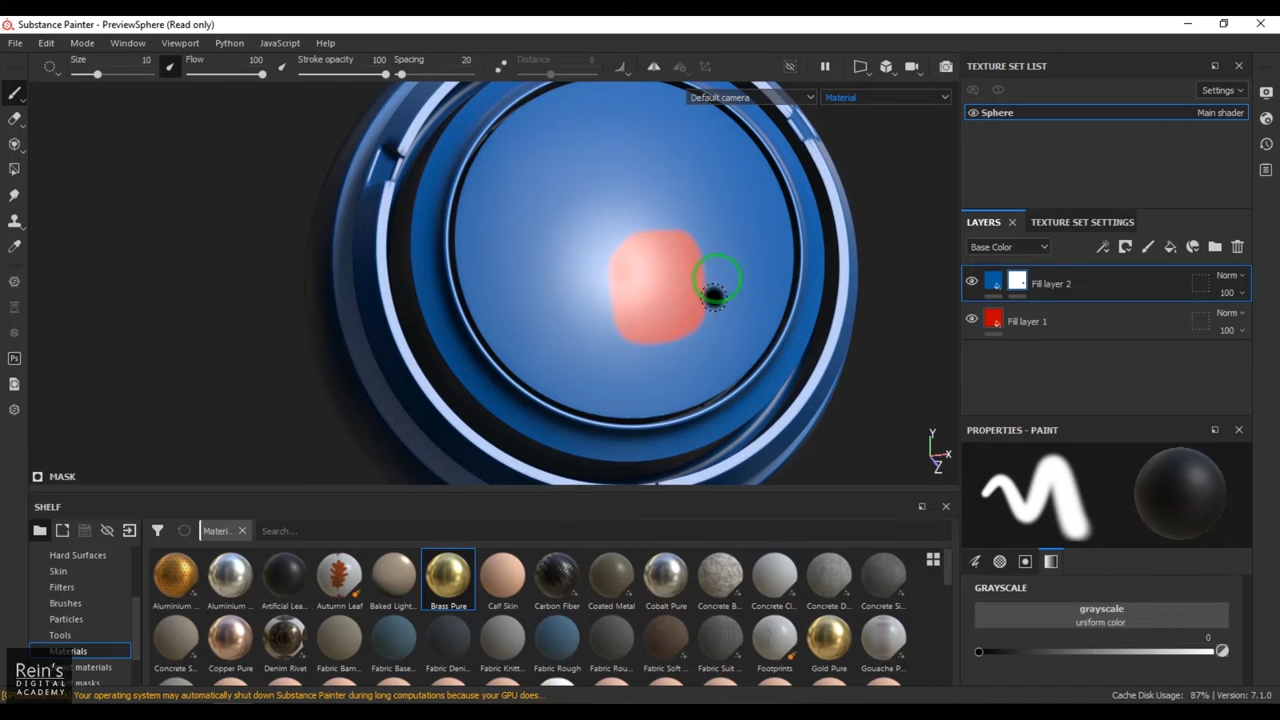 Substance Painter - PreviewSphere (Read only)
File Edit Mode Window Viewport Python JavaScript Help
Size 10 Flow 100 Stroke opacity 100 Spacing 20 Distance 8
Default camera Material
TEXTURE SET LIST
Settings
Sphere Main shader
LAYERS TEXTURE SET SETTINGS
Base Color
Fill layer 2 Norm 100
Fill layer 1 Norm 100
PROPERTIES - PAINT
GRAYSCALE
grayscale
uniform color
0
Y
X
Z
MASK
SHELF
Materi... Search...
Hard Surfaces
Skin
Filters
Brushes
Particles
Tools
Materials
art materials
Aluminium ... Aluminium ... Artificial Lea... Autumn Leaf Baked Light... Brass Pure Calf Skin Carbon Fiber Coated Metal Cobalt Pure Concrete B... Concrete Cl... Concrete D... Concrete Si...
Concrete S... Copper Pure Denim Rivet Fabric Bam... Fabric Base... Fabric Deni... Fabric Knitt... Fabric Rough Fabric Rou... Fabric Soft ... Fabric Suit ... Footprints Gold Pure Gouache P...
Rein's
DIGITAL
ACADEMY
Your operating system may automatically shut down Substance Painter during long computations because your GPU does...
Cache Disk Usage: 87% | Version: 7.1.0